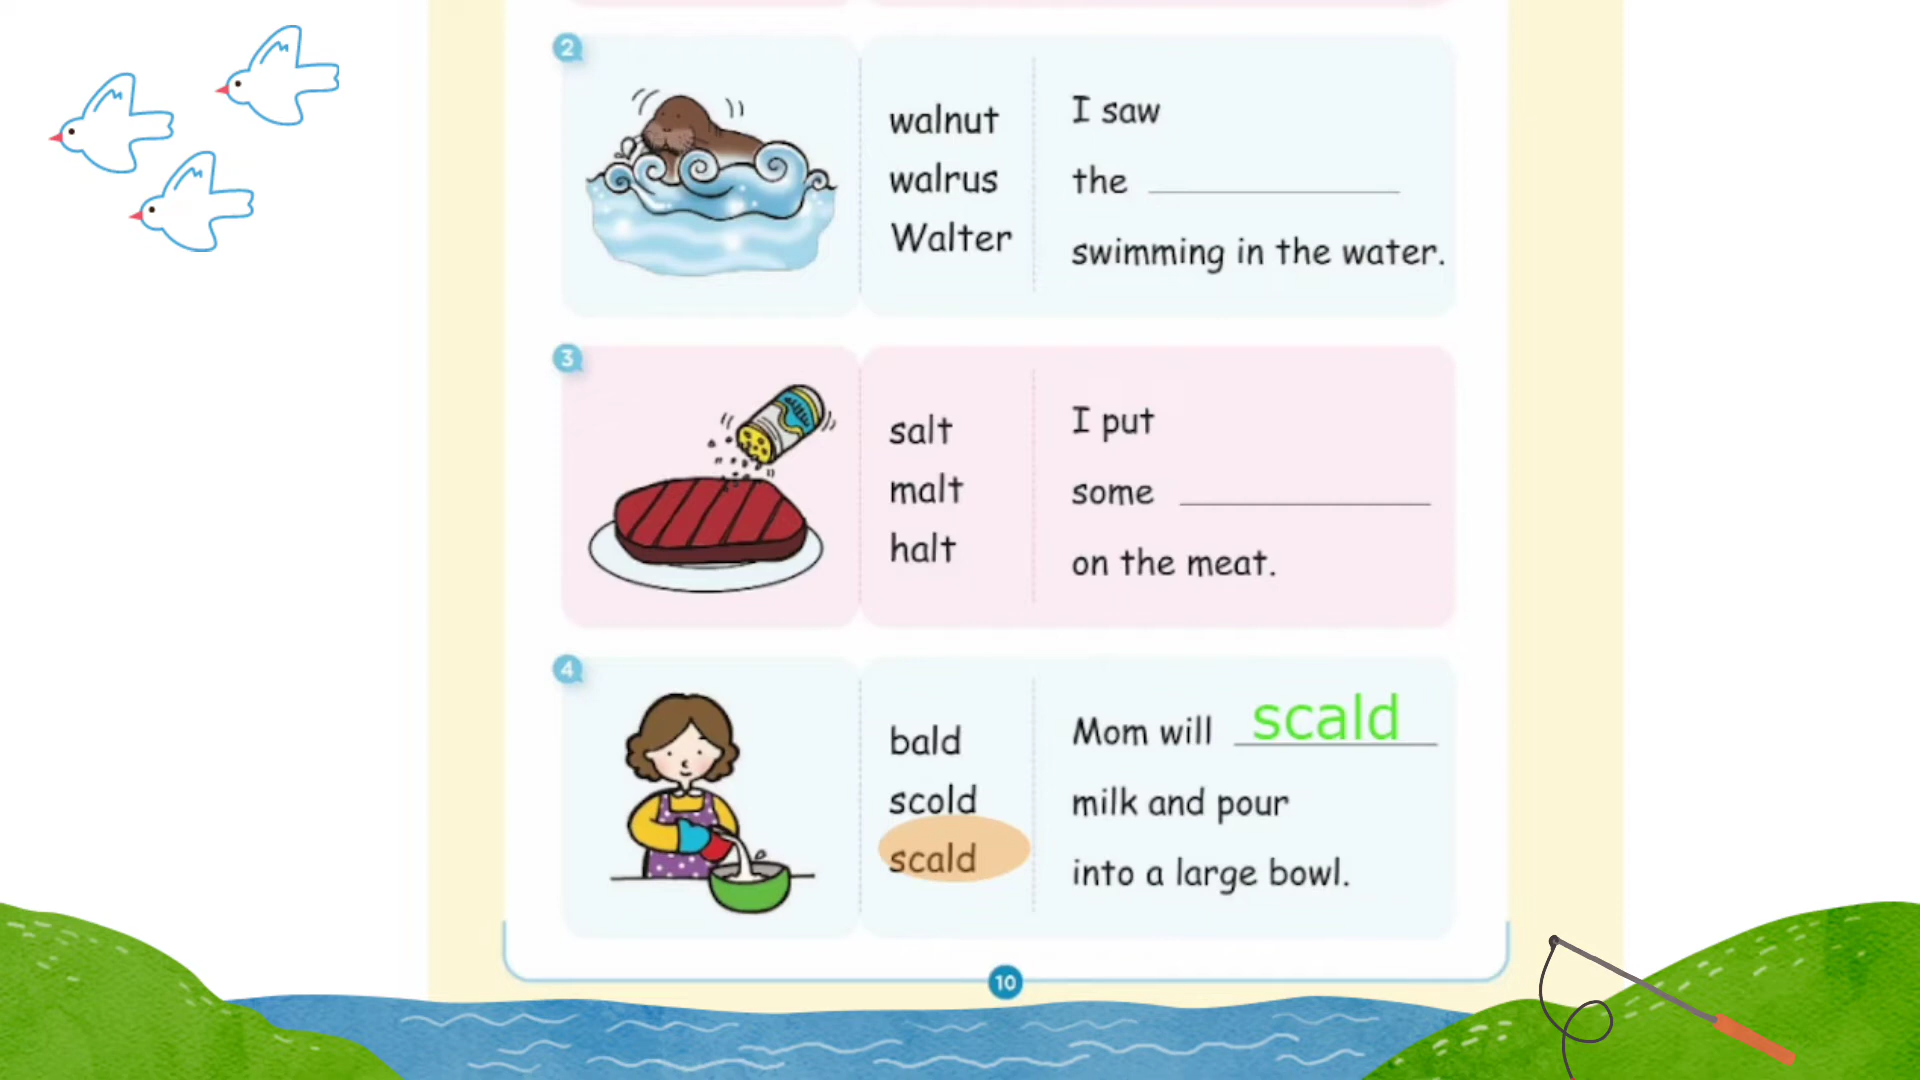 2
walnut
walrus
Walter
I saw
the
swimming in the water.
3
salt
malt
halt
I put
some
on the meat.
4
bald
scold
scald
Mom will scald
milk and pour
into a large bowl.
10